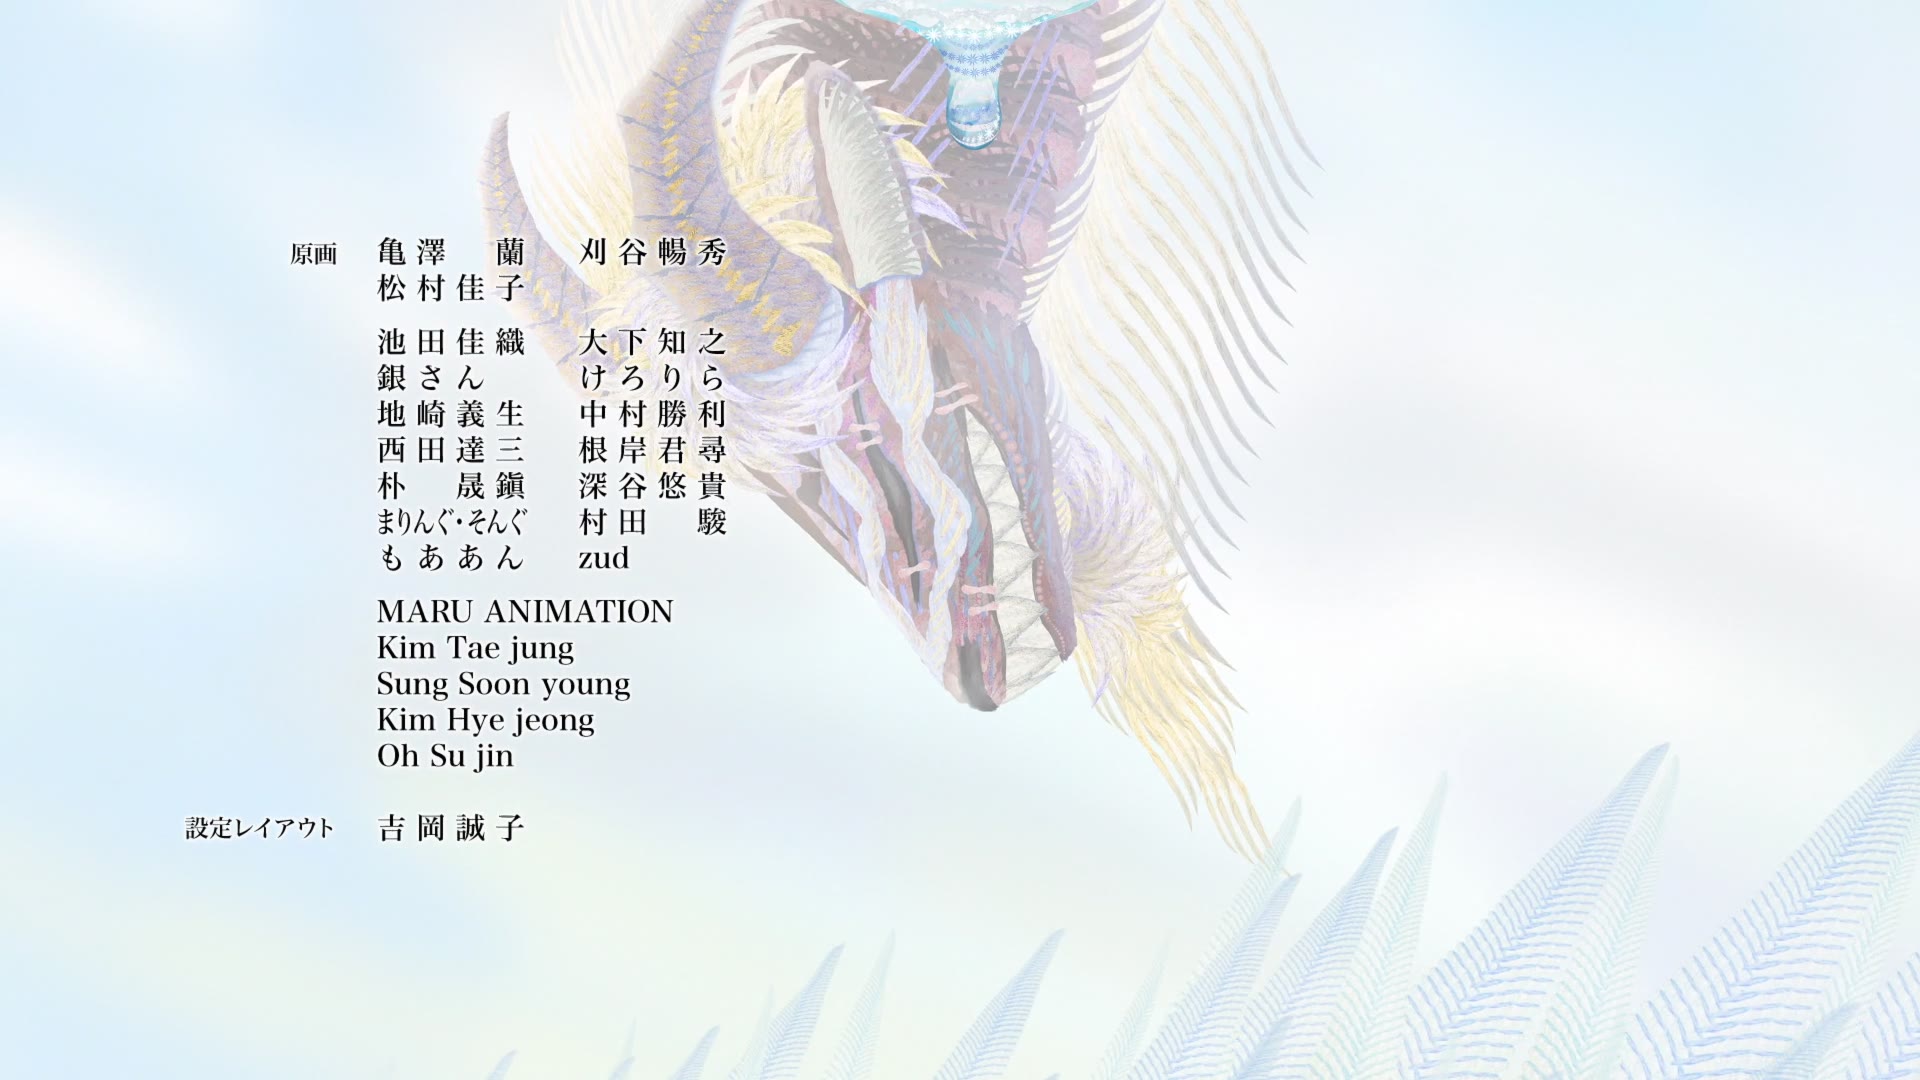 原画 亀澤 蘭 刈谷暢秀
松村佳子
池田佳織 大下知之
銀さん けろりら
地崎義生 中村勝利
西田達三 根岸君尋
朴 晟鎭 深谷悠貴
まりんぐ・そんぐ 村田 駿
もああん zud
MARU ANIMATION
Kim Tae jung
Sung Soon young
Kim Hye jeong
Oh Su jin
設定レイアウト 吉岡誠子